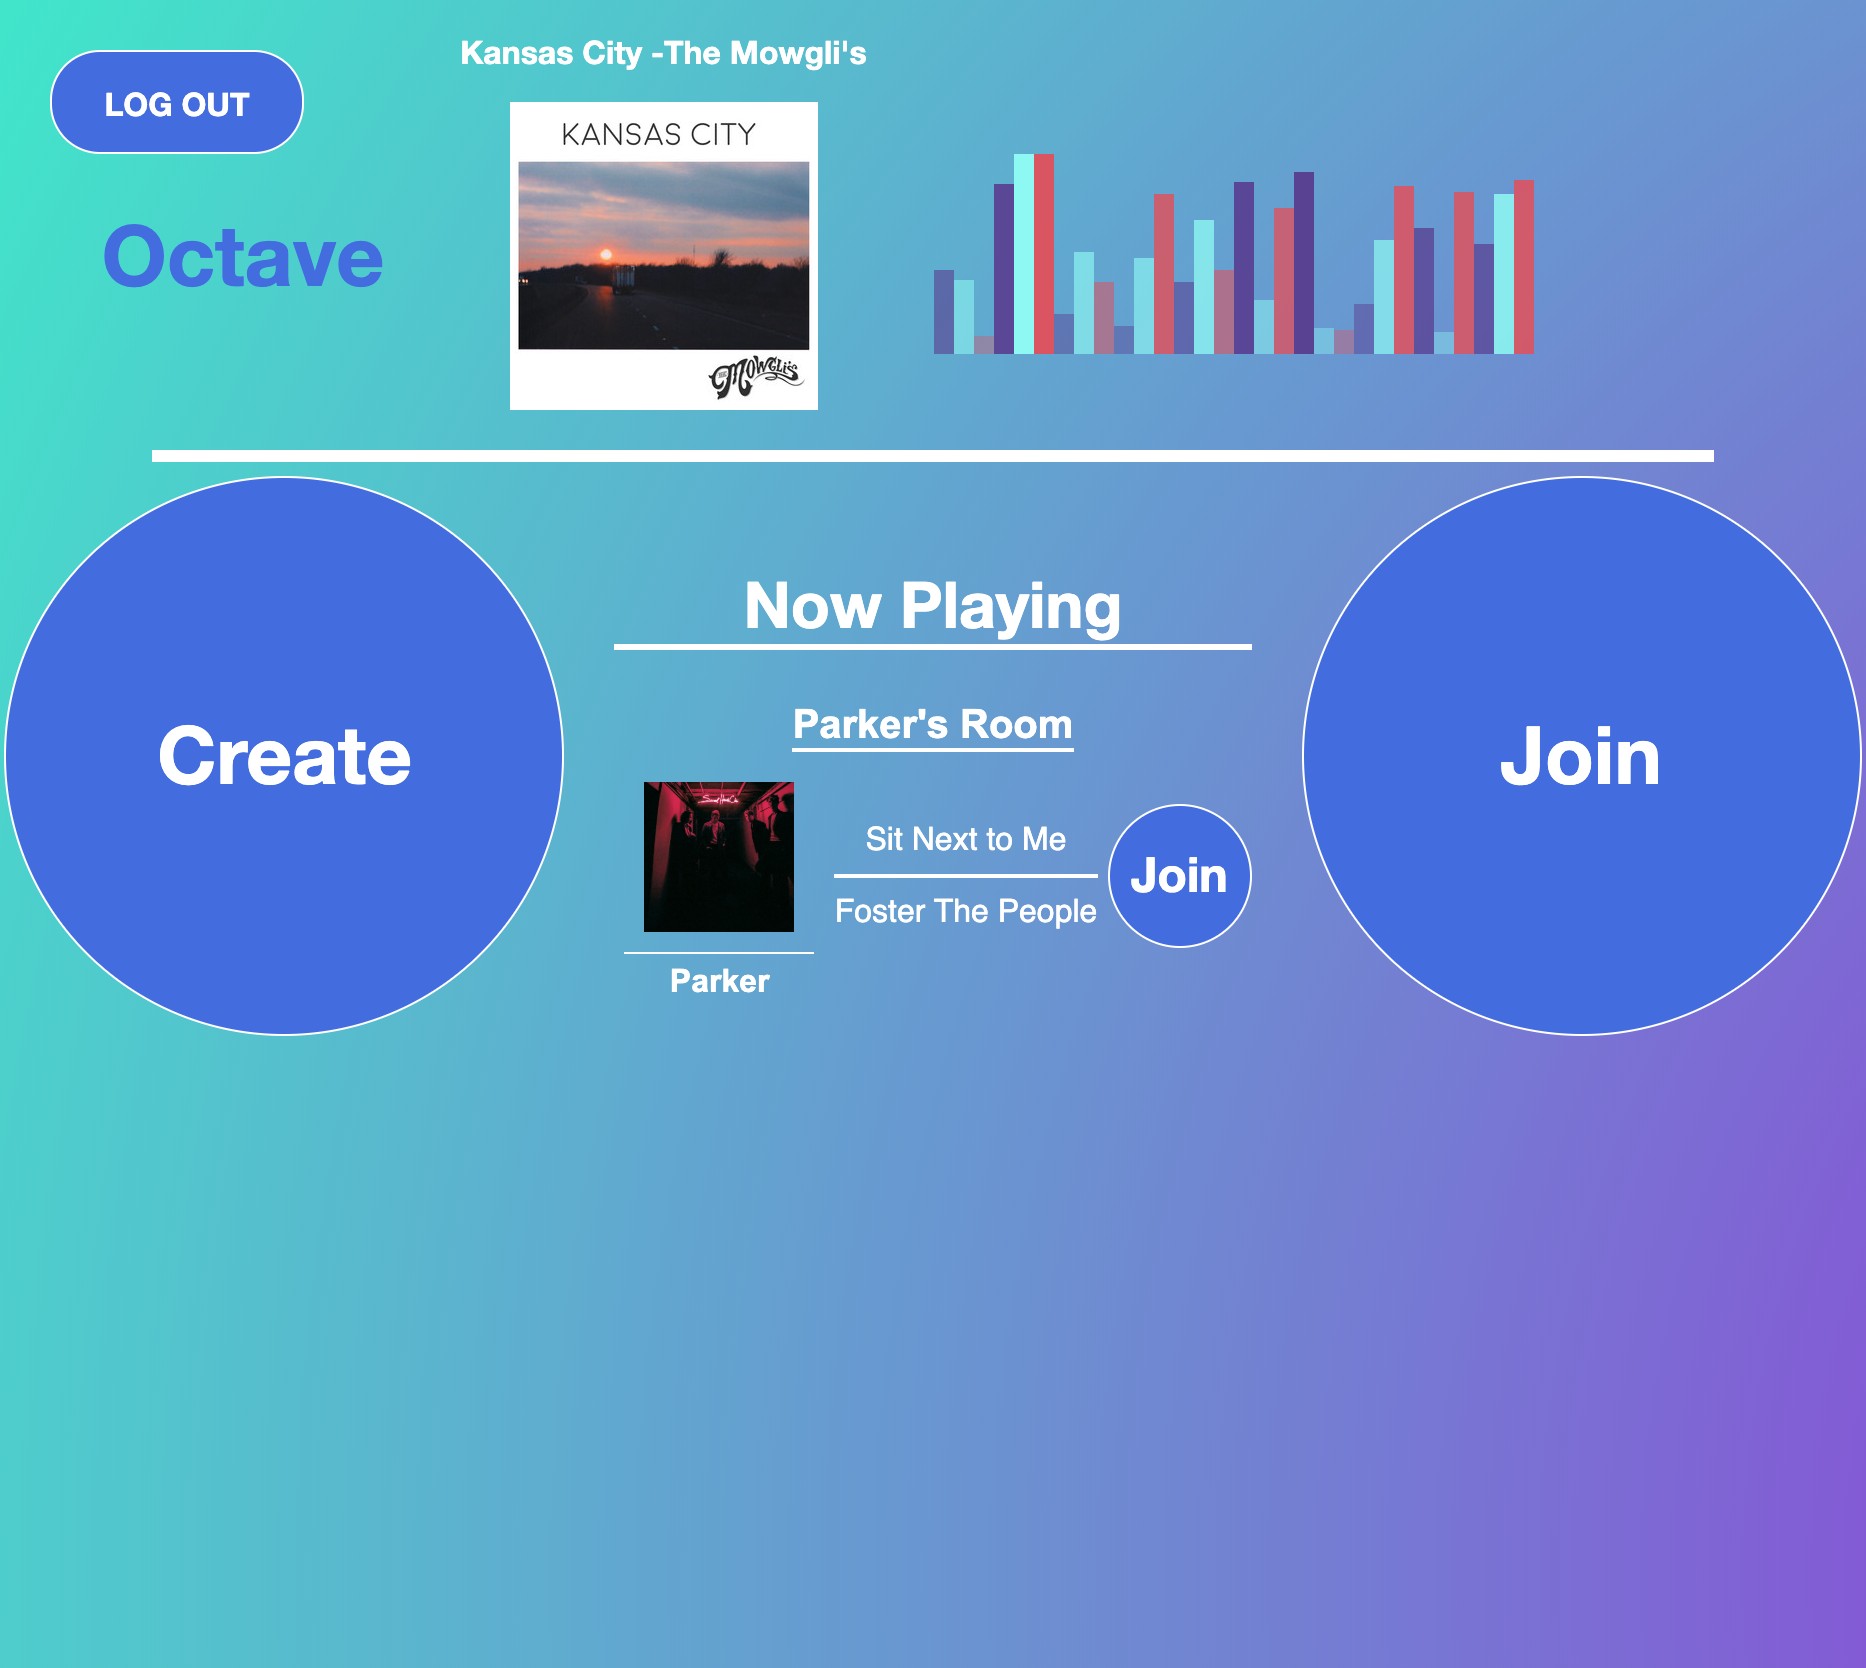 LOG OUT
Octave
Kansas City -The Mowgli's
KANSAS CITY
THE MOWGLi'S
Create
Now Playing
Parker's Room
Sit Next to Me
Foster The People
Join
Parker
Join